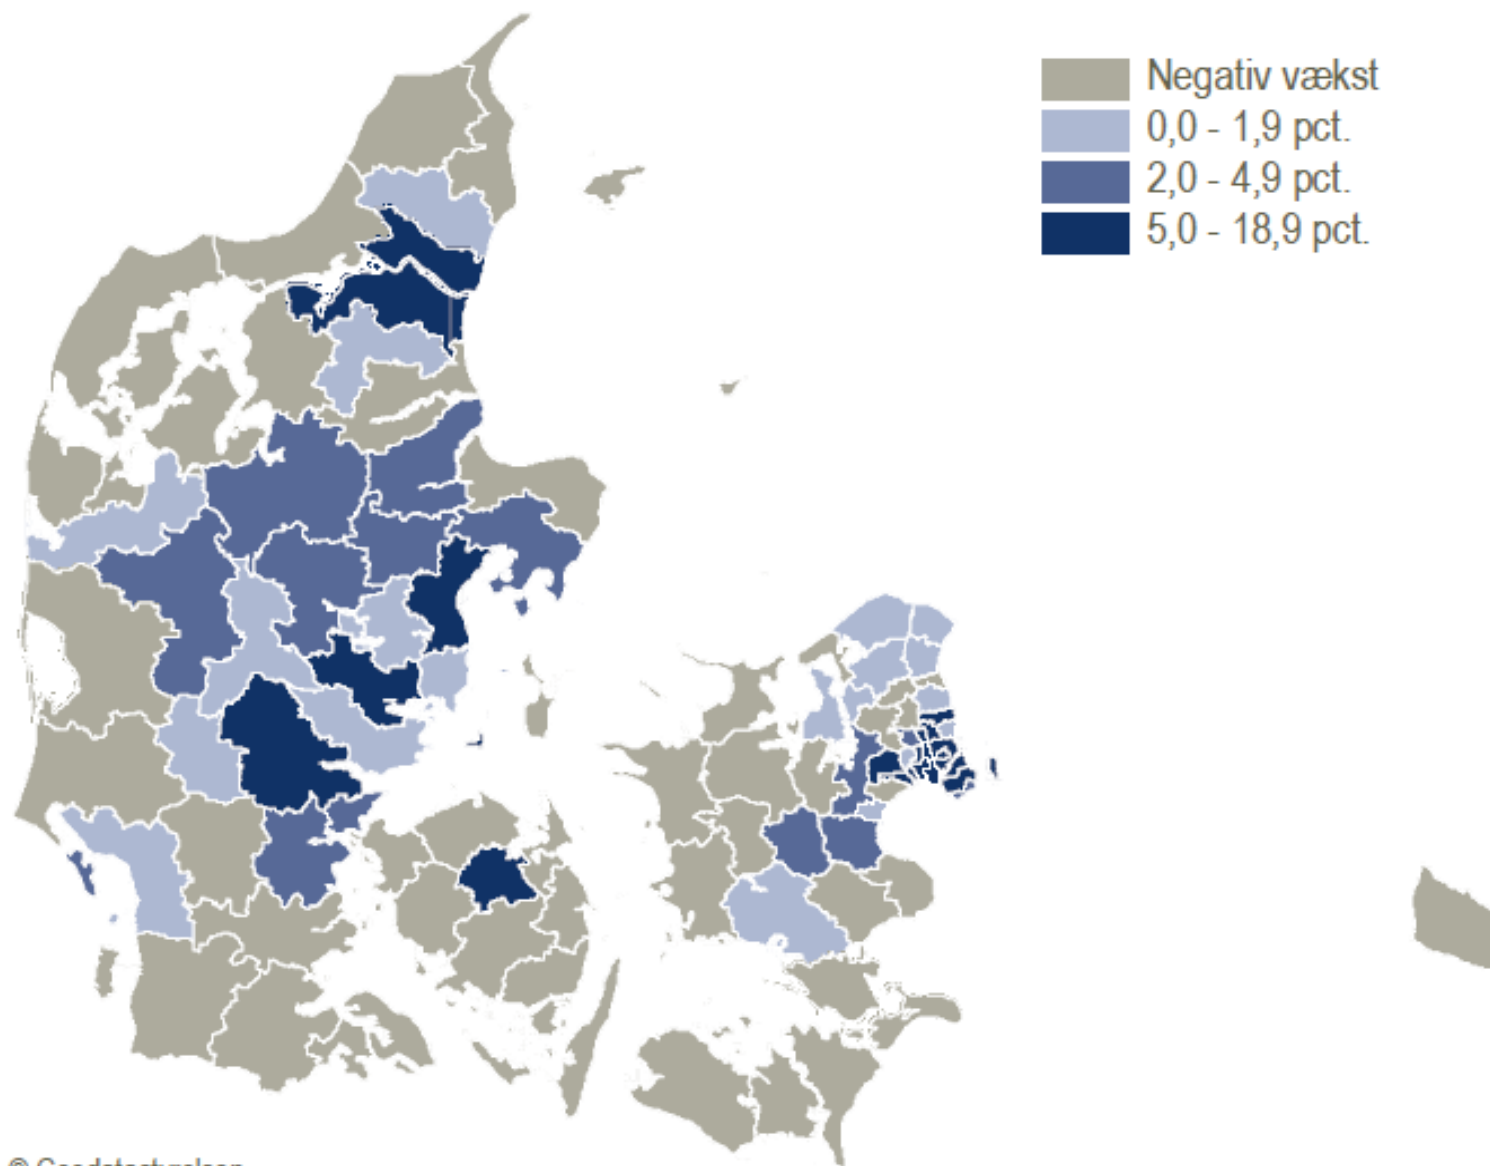 Negativ vækst
0,0 - 1,9 pct.
2,0 - 4,9 pct.
5,0 - 18,9 pct.
©